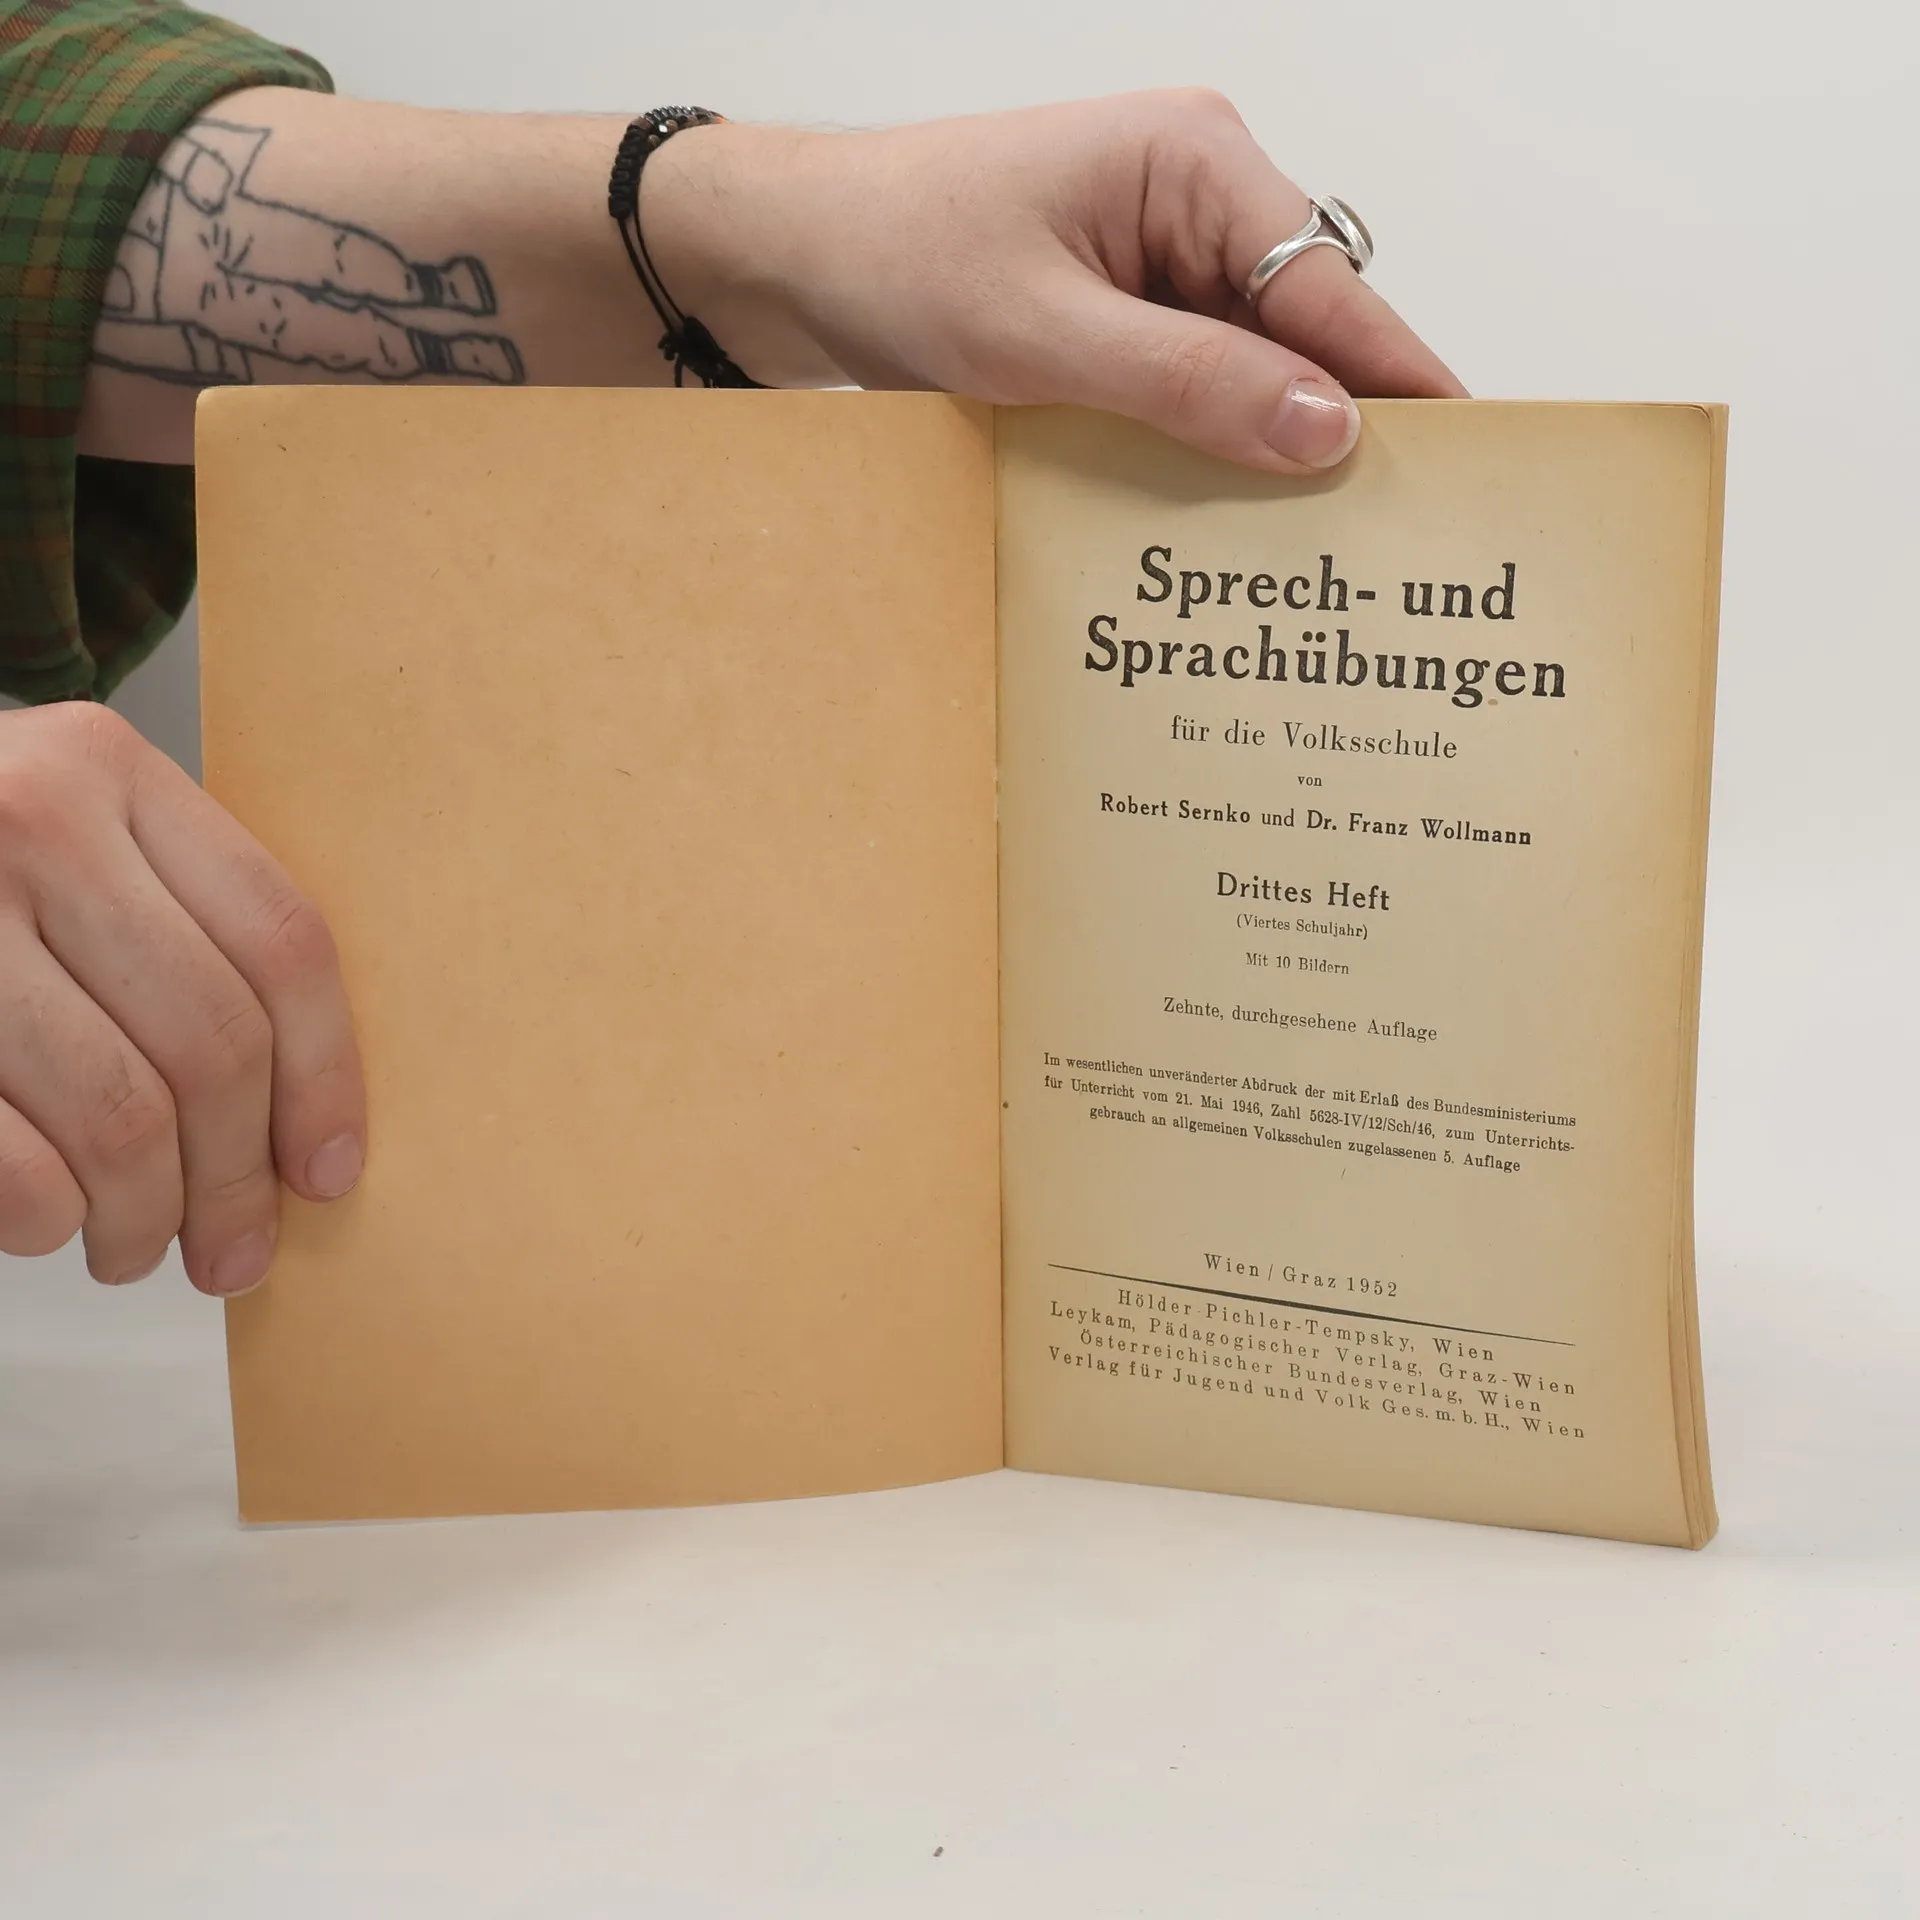 Sprech- und
Sprachübungen
für die Volksschule
von
Robert Sernko und Dr. Franz Wollmann
Drittes Heft
(Viertes Schuljahr)
Mit 10 Bildern
Zehnte, durchgesehene Auflage
Im wesentlichen unveränderter Abdruck der mit Erlaß des Bundesministeriums
für Unterricht vom 21. Mai 1946, Zahl 5628-IV/12/Sch/46, zum Unterrichts-
gebrauch an allgemeinen Volksschulen zugelassenen 5. Auflage
Wien / Graz 1952
Hölder-Pichler-Tempsky, Wien
Leykam, Pädagogischer Verlag, Graz-Wien
Österreichischer Bundesverlag, Wien
Verlag für Jugend und Volk Ges. m. b. H., Wien